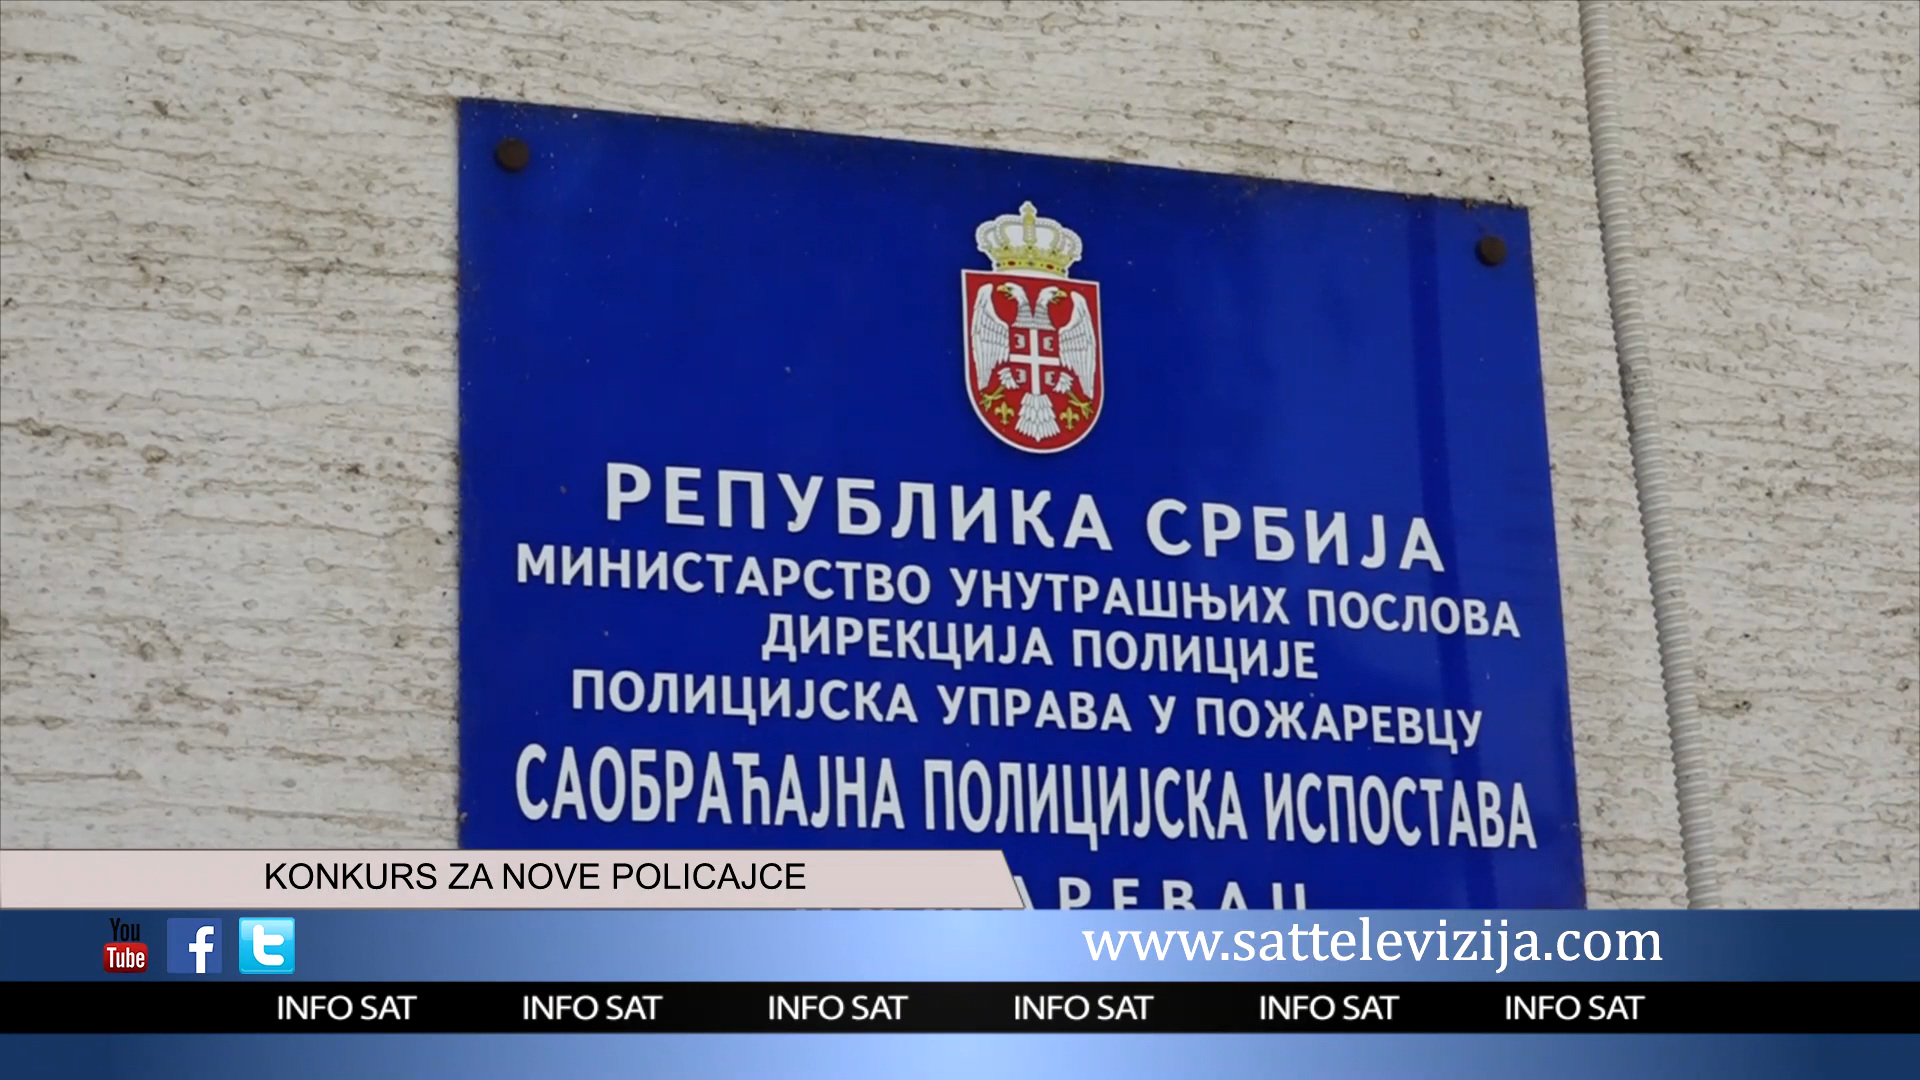 РЕПУБЛИКА СРБИЈА
МИНИСТАРСТВО УНУТРАШЊИХ ПОСЛОВА
ДИРЕКЦИЈА ПОЛИЦИЈЕ
ПОЛИЦИЈСКА УПРАВА У ПОЖАРЕВЦУ
САОБРАЋАЈНА ПОЛИЦИЈСКА ИСПОСТАВА
KONKURS ZA NOVE POLICAJCE
You Tube f t www.sattelevizija.com
INFO SAT INFO SAT INFO SAT INFO SAT INFO SAT INFO SAT